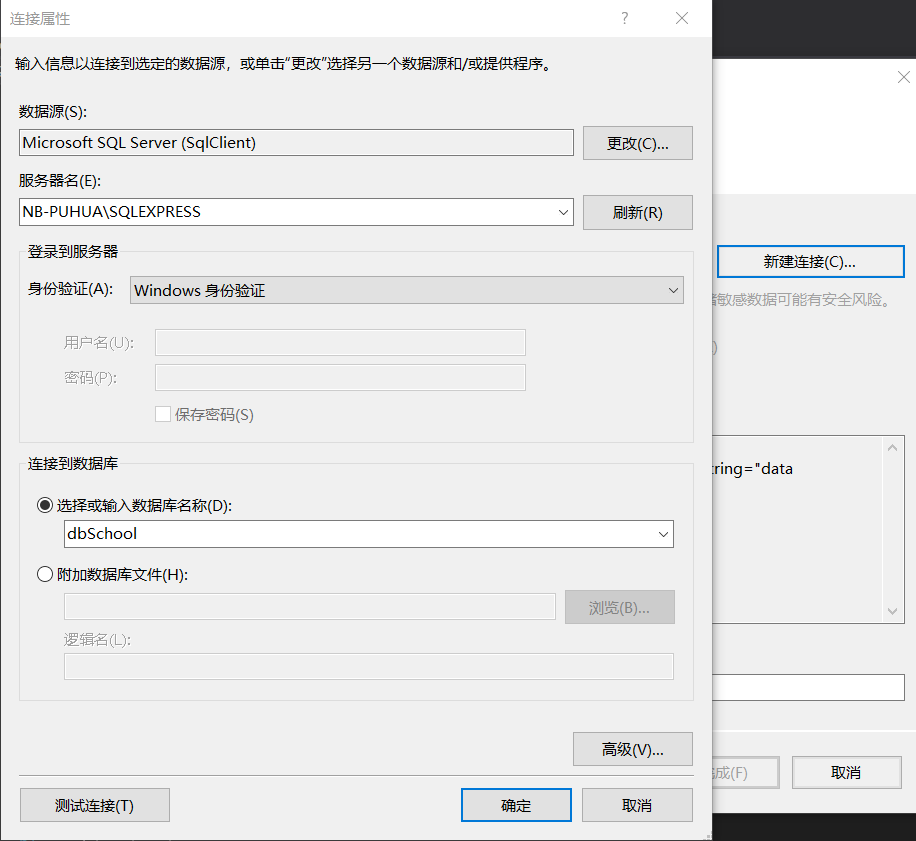 连接属性
?
输入信息以连接到选定的数据源，或单击“更改”选择另一个数据源和/或提供程序。
数据源(S):
Microsoft SQL Server (SqlClient)
更改(C)...
服务器名(E):
NB-PUHUA\SQLEXPRESS
刷新(R)
登录到服务器
身份验证(A):
Windows 身份验证
用户名(U):
密码(P):
保存密码(S)
连接到数据库
选择或输入数据库名称(D):
dbSchool
附加数据库文件(H):
浏览(B)...
逻辑名(L):
高级(V)...
测试连接(T)
确定
取消
新建连接(C)...
敏感数据可能有安全风险。
)
tring="data
成(F)
取消